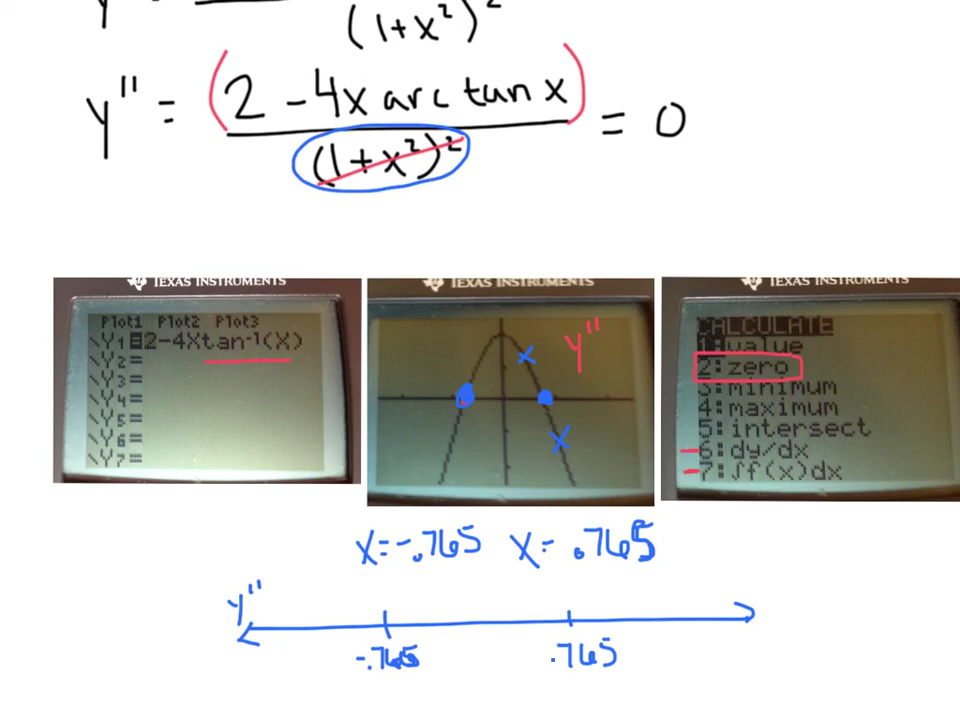 y
(1+x²)²
y'' = (2 - 4x arc tan x) / (1+x²)² = 0
TEXAS INSTRUMENTS
Plot1 Plot2 Plot3
\Y1=2-4Xtan⁻¹(X)
\Y2=
\Y3=
\Y4=
\Y5=
\Y6=
\Y7=
TEXAS INSTRUMENTS
y''
x
x
TEXAS INSTRUMENTS
CALCULATE
1:value
2:zero
3:minimum
4:maximum
5:intersect
6:dy/dx
7:∫f(x)dx
x=-.765 x= .765
y''
-.765 .765